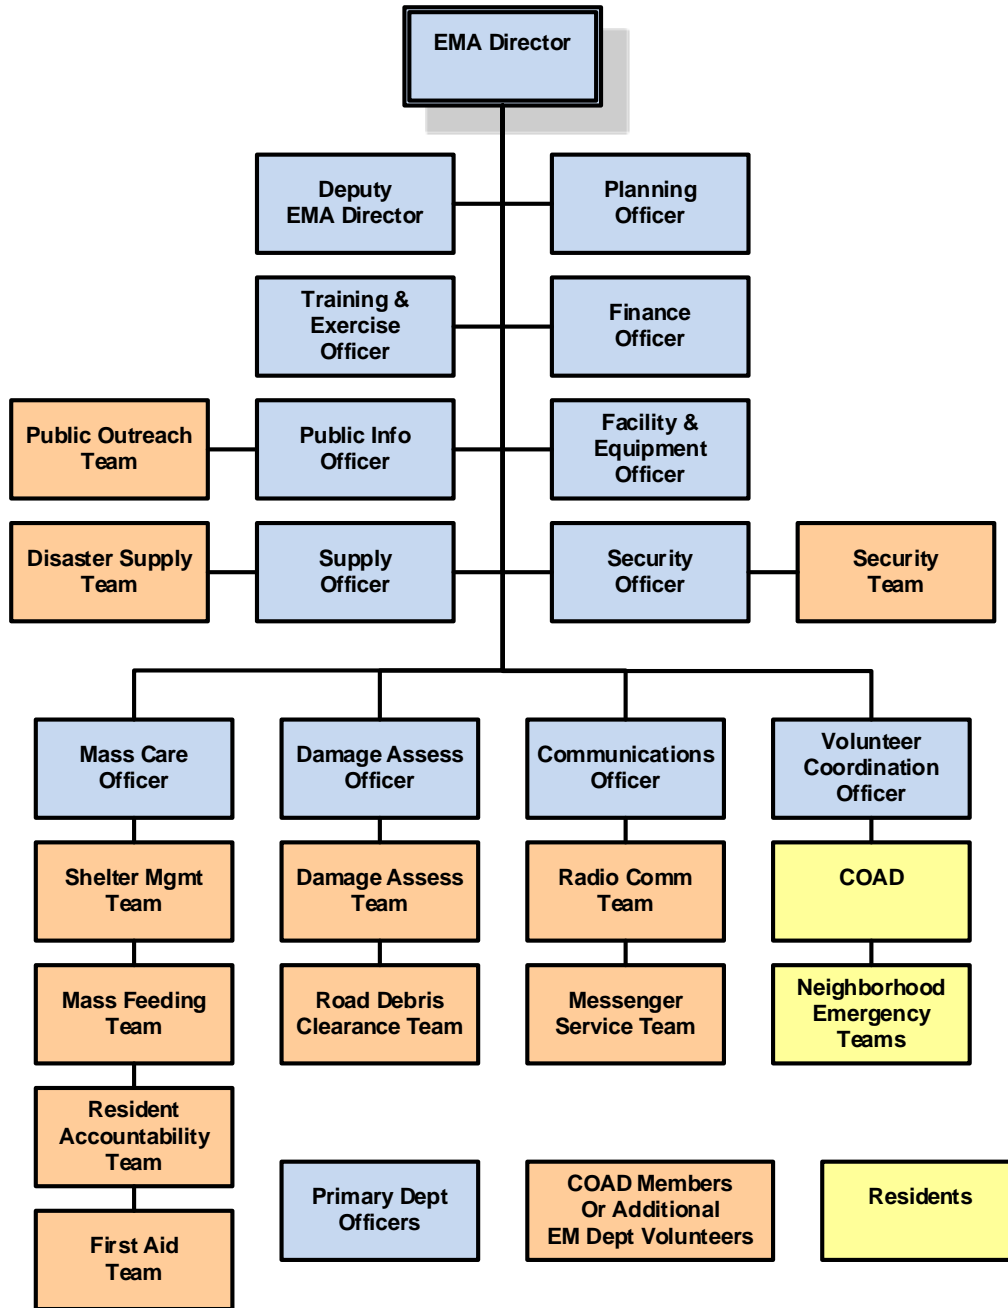 EMA Director
Deputy
EMA Director
Planning
Officer
Training &
Exercise
Officer
Finance
Officer
Public Outreach
Team
Public Info
Officer
Facility &
Equipment
Officer
Disaster Supply
Team
Supply
Officer
Security
Officer
Security
Team
Mass Care
Officer
Damage Assess
Officer
Communications
Officer
Volunteer
Coordination
Officer
Shelter Mgmt
Team
Damage Assess
Team
Radio Comm
Team
COAD
Mass Feeding
Team
Road Debris
Clearance Team
Messenger
Service Team
Neighborhood
Emergency
Teams
Resident
Accountability
Team
First Aid
Team
Primary Dept
Officers
COAD Members
Or Additional
EM Dept Volunteers
Residents